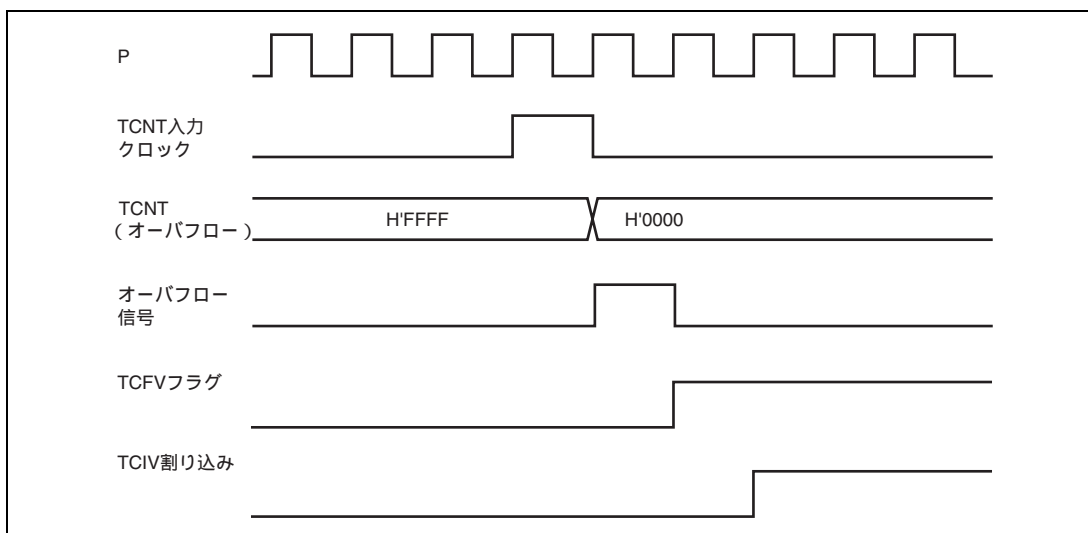 P
TCNT入力
クロック
TCNT
（オーバフロー）
H'FFFF
H'0000
オーバフロー
信号
TCFVフラグ
TCIV割り込み